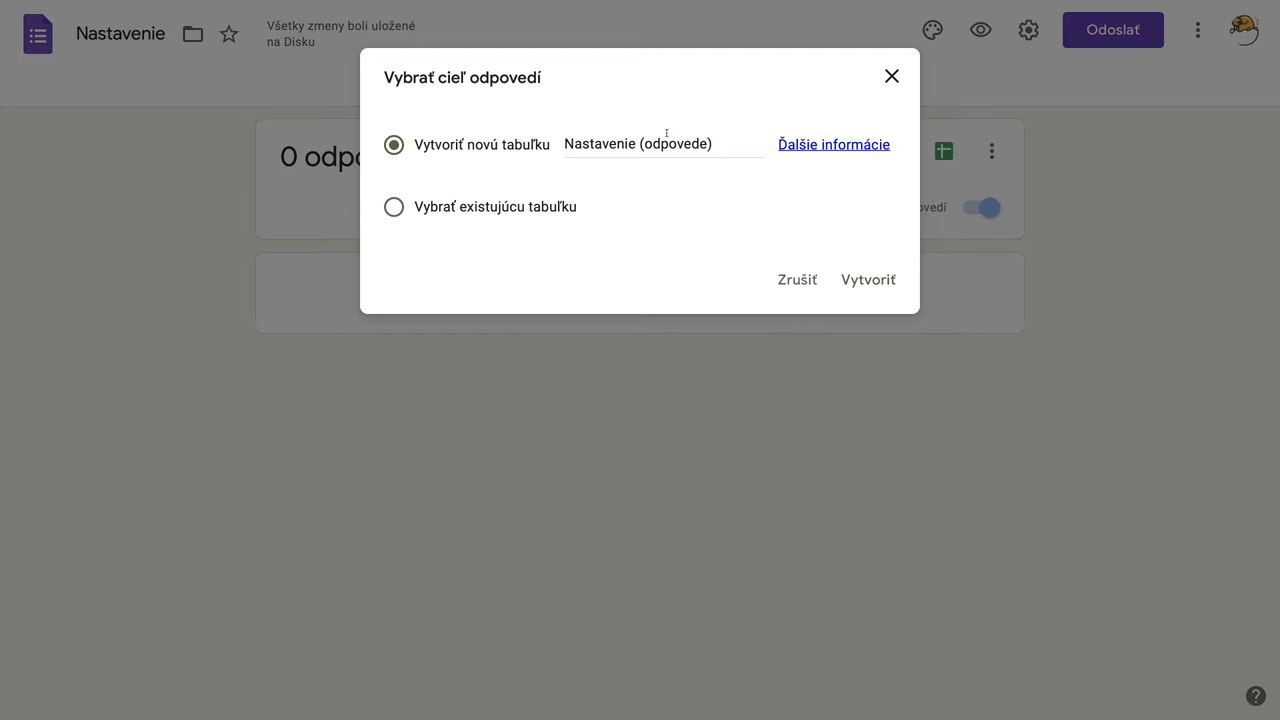 Nastavenie
Všetky zmeny boli uložené
na Disku
Odoslať
Vybrať cieľ odpovedí
Vytvoriť novú tabuľku
Nastavenie (odpovede)
Ďalšie informácie
0 odpo
Vybrať existujúcu tabuľku
vedí
Zrušiť
Vytvoriť